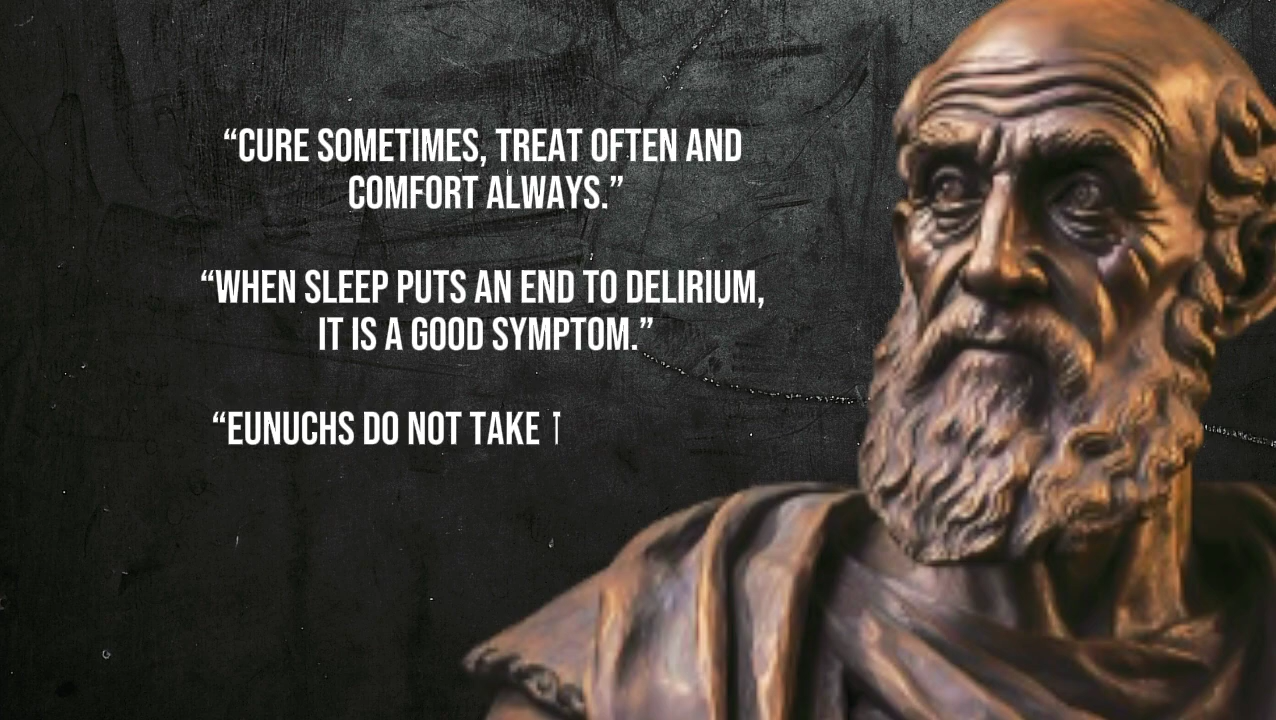 “CURE SOMETIMES, TREAT OFTEN AND
COMFORT ALWAYS.”
“WHEN SLEEP PUTS AN END TO DELIRIUM,
IT IS A GOOD SYMPTOM.”
“EUNUCHS DO NOT TAKE